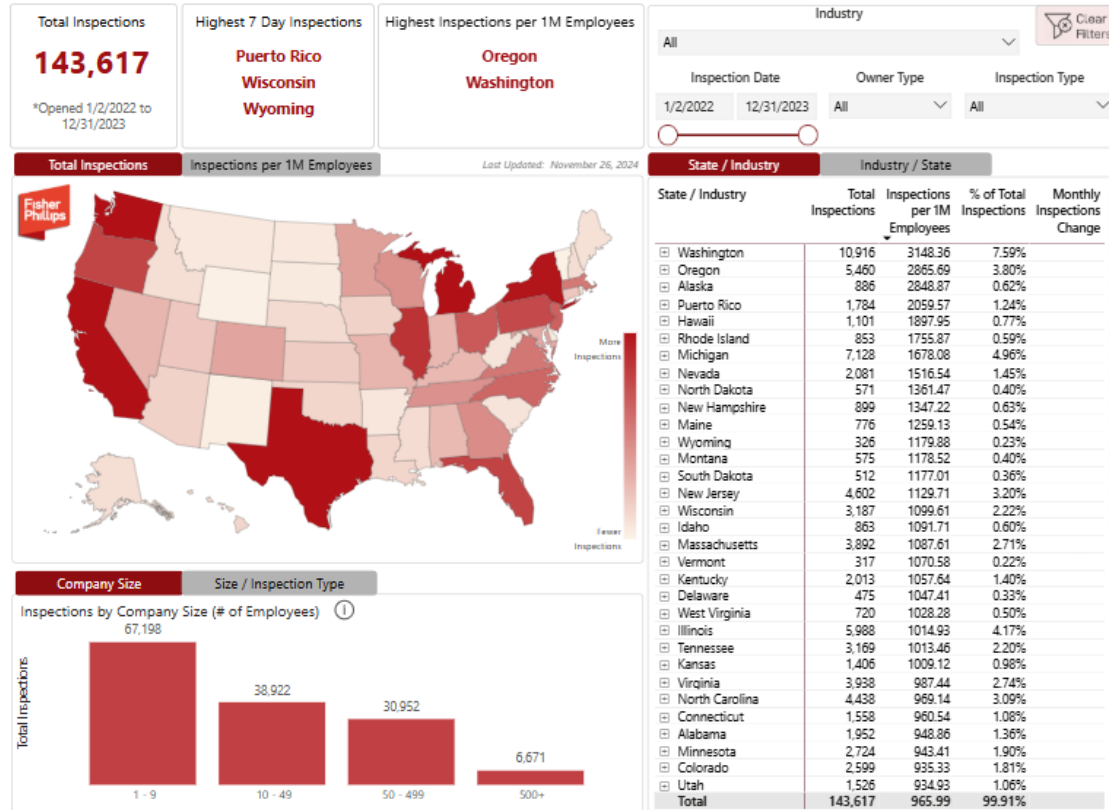 Total Inspections
143,617
*Opened 1/2/2022 to
12/31/2023
Highest 7 Day Inspections
Puerto Rico
Wisconsin
Wyoming
Highest Inspections per 1M Employees
Oregon
Washington
Industry
All
Clear
Filters
Inspection Date
Owner Type
Inspection Type
1/2/2022
12/31/2023
All
All
Total Inspections
Inspections per 1M Employees
Last Updated: November 26, 2024
Fisher
Phillips
More
Inspections
Fewer
Inspections
Company Size
Size / Inspection Type
Inspections by Company Size (# of Employees)
Total Inspections
67,198
38,922
30,952
6,671
1 - 9
10 - 49
50 - 499
500+
State / Industry
Industry / State
State / Industry Total Inspections Inspections per 1M Employees % of Total Inspections Monthly Inspections Change
Washington 10,916 3148.36 7.59%
Oregon 5,460 2865.69 3.80%
Alaska 886 2848.87 0.62%
Puerto Rico 1,784 2059.57 1.24%
Hawaii 1,101 1897.95 0.77%
Rhode Island 853 1755.87 0.59%
Michigan 7,128 1678.08 4.96%
Nevada 2,081 1516.54 1.45%
North Dakota 571 1361.47 0.40%
New Hampshire 899 1347.22 0.63%
Maine 776 1259.13 0.54%
Wyoming 326 1179.88 0.23%
Montana 575 1178.52 0.40%
South Dakota 512 1177.01 0.36%
New Jersey 4,602 1129.71 3.20%
Wisconsin 3,187 1099.61 2.22%
Idaho 863 1091.71 0.60%
Massachusetts 3,892 1087.61 2.71%
Vermont 317 1070.58 0.22%
Kentucky 2,013 1057.64 1.40%
Delaware 475 1047.41 0.33%
West Virginia 720 1028.28 0.50%
Illinois 5,988 1014.93 4.17%
Tennessee 3,169 1013.46 2.20%
Kansas 1,406 1009.12 0.98%
Virginia 3,938 987.44 2.74%
North Carolina 4,438 969.14 3.09%
Connecticut 1,558 960.54 1.08%
Alabama 1,952 948.86 1.36%
Minnesota 2,724 943.41 1.90%
Colorado 2,599 935.33 1.81%
Utah 1,526 934.93 1.06%
Total 143,617 965.99 99.91%